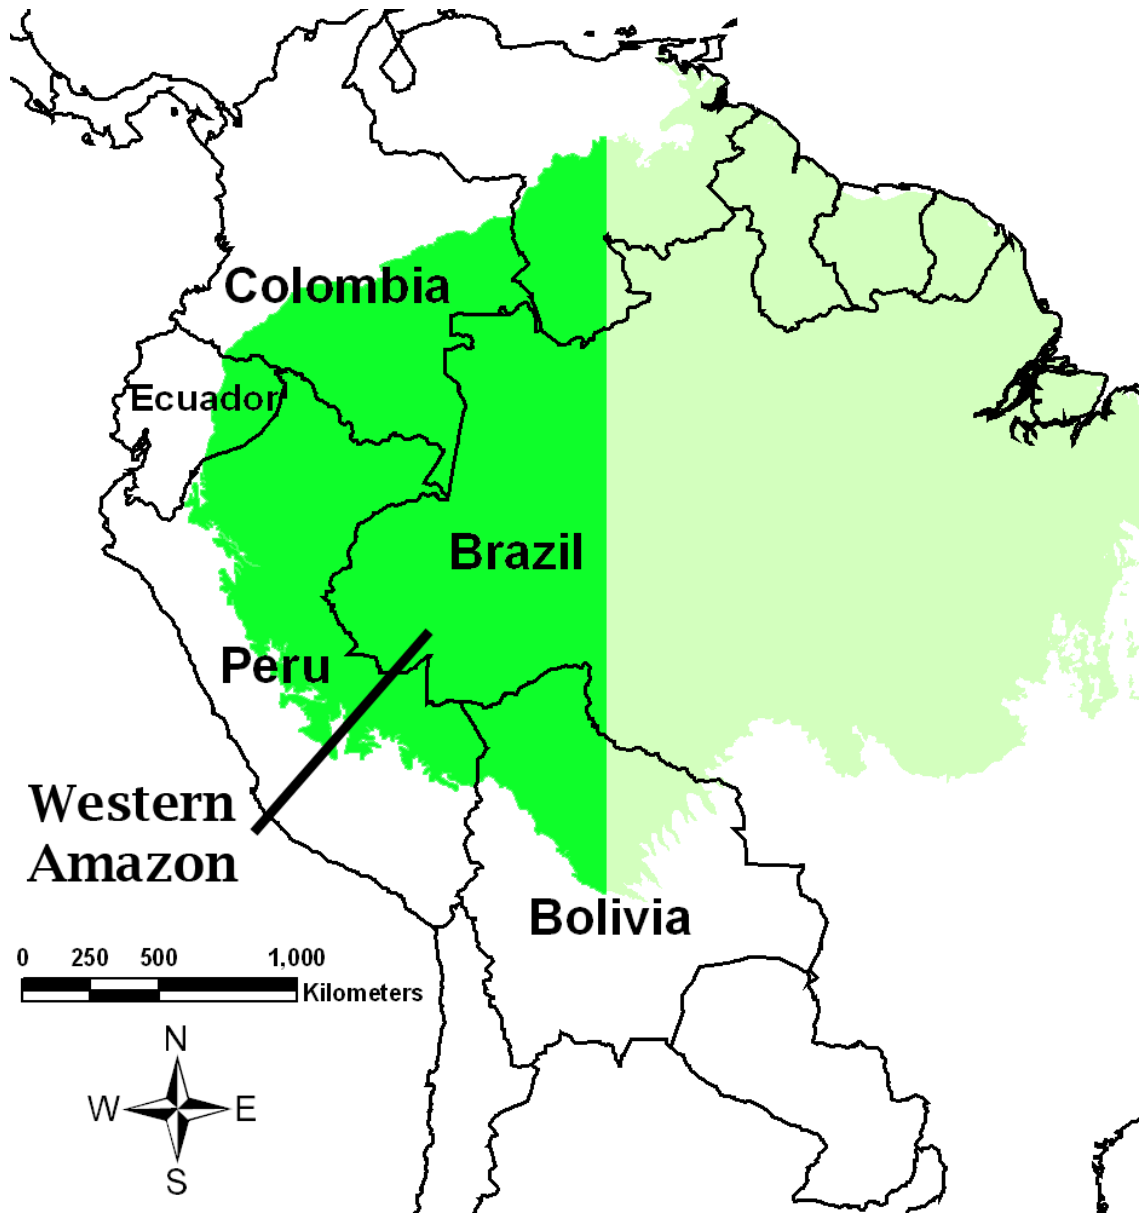 Colombia
Ecuador
Brazil
Peru
Western
Amazon
Bolivia
0 250 500 1,000
Kilometers
N
W E
S